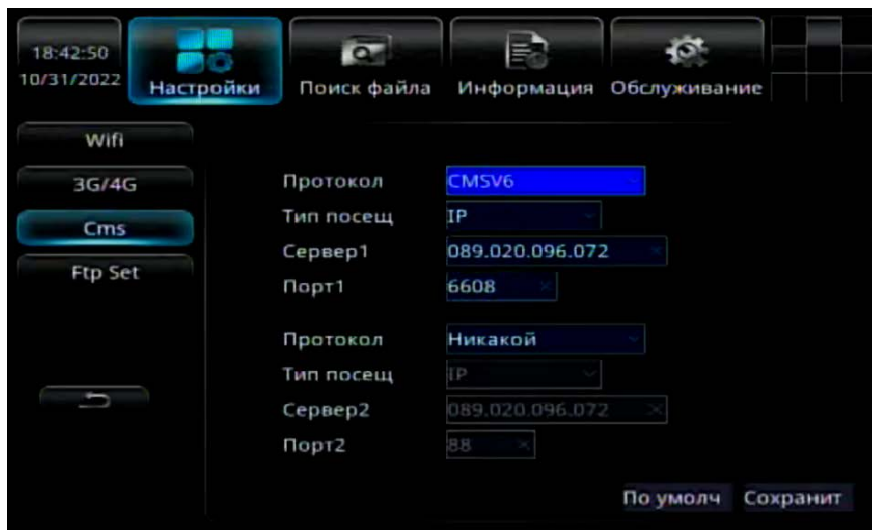 18:42:50
10/31/2022
Настройки
Поиск файла
Информация
Обслуживание
Wifi
3G/4G
Cms
Ftp Set
Протокол CMSV6
Тип посещ IP
Сервер1 089.020.096.072
Порт1 6608
Протокол Никакой
Тип посещ IP
Сервер2 089.020.096.072
Порт2 88
По умолч Сохранит